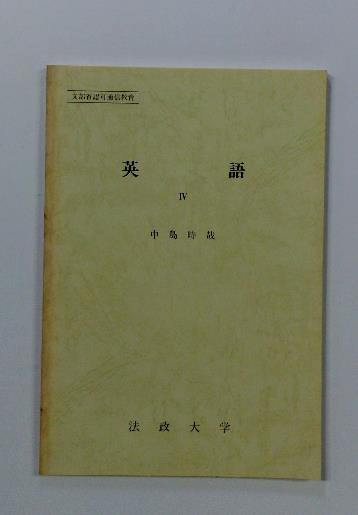 文部省認可通信教育
英語
IV
中島時哉
法政大学